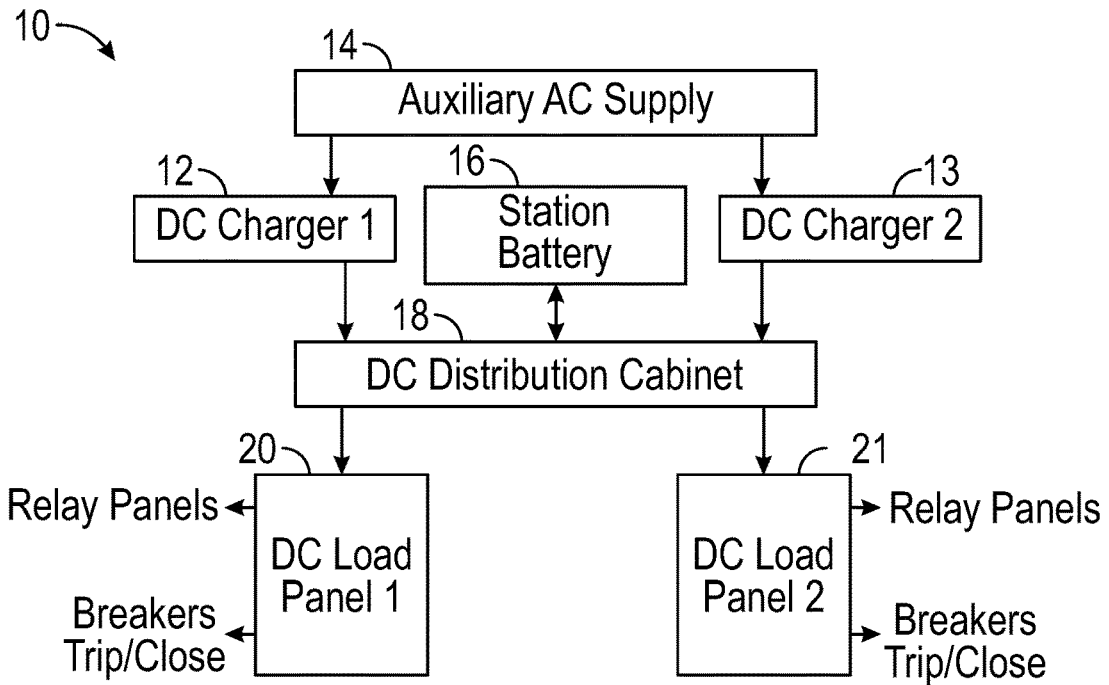 10
14
Auxiliary AC Supply
12
16
13
DC Charger 1
Station
Battery
DC Charger 2
18
DC Distribution Cabinet
20
21
Relay Panels
DC Load
Panel 1
Breakers
Trip/Close
DC Load
Panel 2
Relay Panels
Breakers
Trip/Close